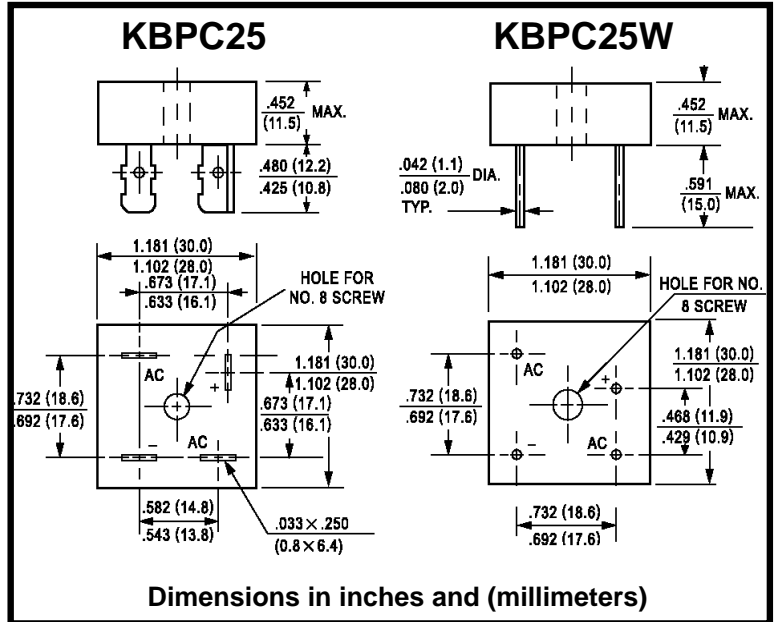 KBPC25
KBPC25W
.452
(11.5)
MAX.
.480 (12.2)
.425 (10.8)
.452
(11.5)
MAX.
.042 (1.1)
.080 (2.0)
DIA.
TYP.
.591
(15.0)
MAX.
1.181 (30.0)
1.102 (28.0)
.673 (17.1)
.633 (16.1)
HOLE FOR
NO. 8 SCREW
AC
+
1.181 (30.0)
1.102 (28.0)
.732 (18.6)
.692 (17.6)
.673 (17.1)
.633 (16.1)
–
AC
.582 (14.8)
.543 (13.8)
.033 × .250
(0.8 × 6.4)
1.181 (30.0)
1.102 (28.0)
HOLE FOR NO.
8 SCREW
AC
+
1.181 (30.0)
1.102 (28.0)
.732 (18.6)
.692 (17.6)
.468 (11.9)
.429 (10.9)
–
AC
.732 (18.6)
.692 (17.6)
Dimensions in inches and (millimeters)